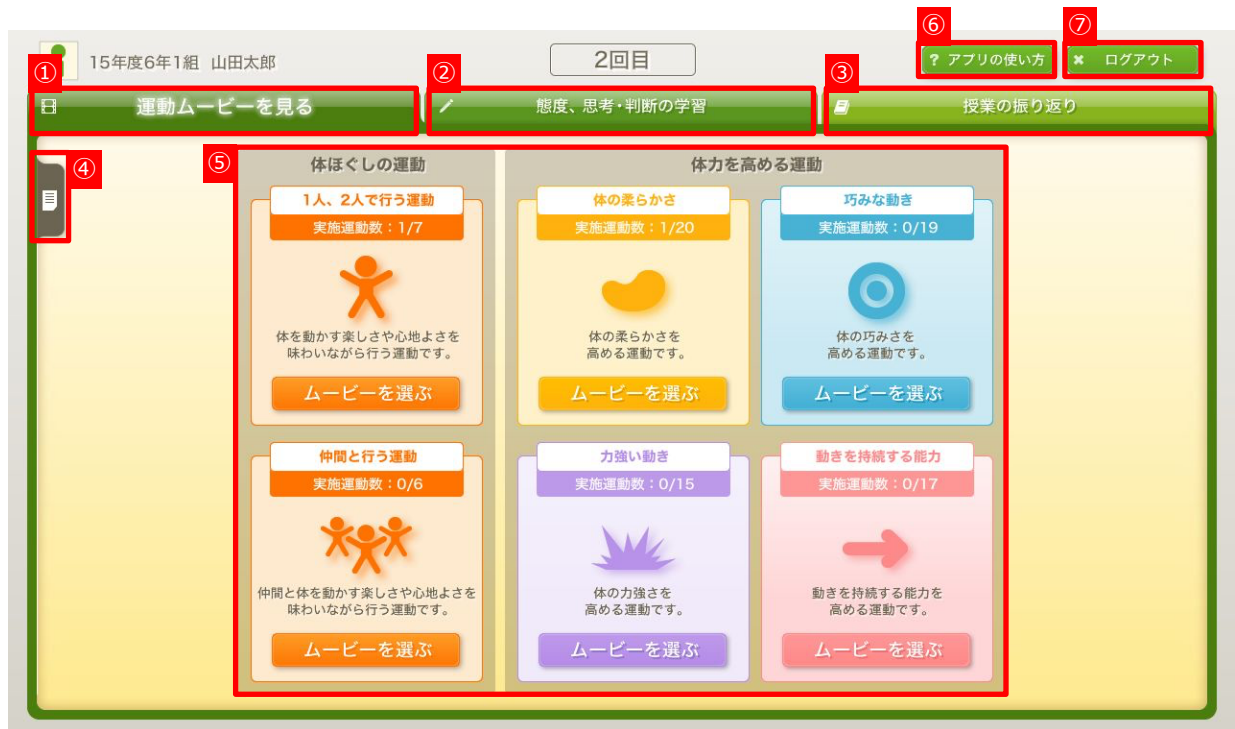 ⑥
⑦
15年度6年1組 山田太郎
2回目
? アプリの使い方
✖ ログアウト
①
②
③
運動ムービーを見る
態度、思考・判断の学習
授業の振り返り
④
⑤
体ほぐしの運動
体力を高める運動
1人、2人で行う運動
実施運動数：1/7
体を動かす楽しさや心地よさを
味わいながら行う運動です。
ムービーを選ぶ
体の柔らかさ
実施運動数：1/20
体の柔らかさを
高める運動です。
ムービーを選ぶ
巧みな動き
実施運動数：0/19
体の巧みさを
高める運動です。
ムービーを選ぶ
仲間と行う運動
実施運動数：0/6
仲間と体を動かす楽しさや心地よさを
味わいながら行う運動です。
ムービーを選ぶ
力強い動き
実施運動数：0/15
体の力強さを
高める運動です。
ムービーを選ぶ
動きを持続する能力
実施運動数：0/17
動きを持続する能力を
高める運動です。
ムービーを選ぶ